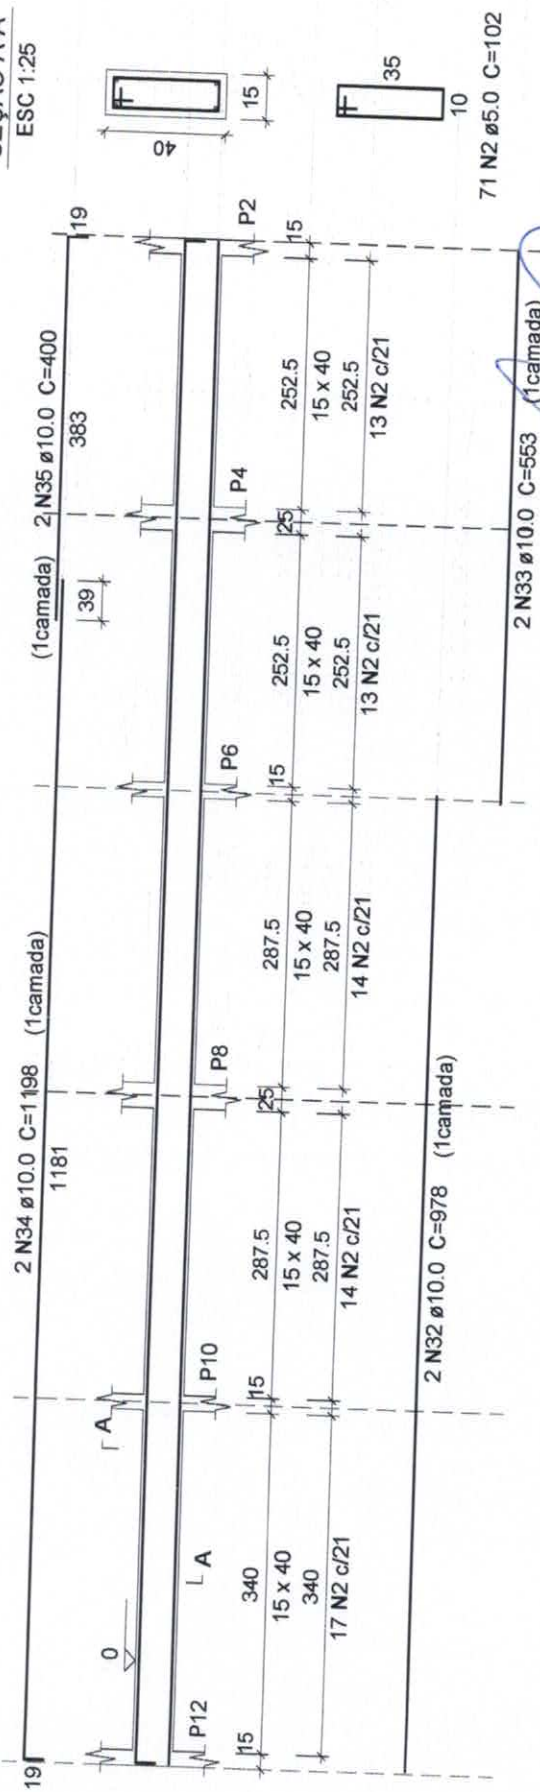 ESC 1:25
40
15
35
10
71 N2 ø5.0 C=102
19
2 N34 ø10.0 C=1198 (1camada)
1181
(1camada) 2 N35 ø10.0 C=400
39
383
19
0
A
A
P12
P10
P8
P6
P4
P2
15
340
15
287.5
25
287.5
15
252.5
25
252.5
15
15 x 40
15 x 40
15 x 40
15 x 40
15 x 40
340
287.5
287.5
252.5
252.5
17 N2 c/21
14 N2 c/21
14 N2 c/21
13 N2 c/21
13 N2 c/21
2 N32 ø10.0 C=978 (1camada)
2 N33 ø10.0 C=553 (1camada)